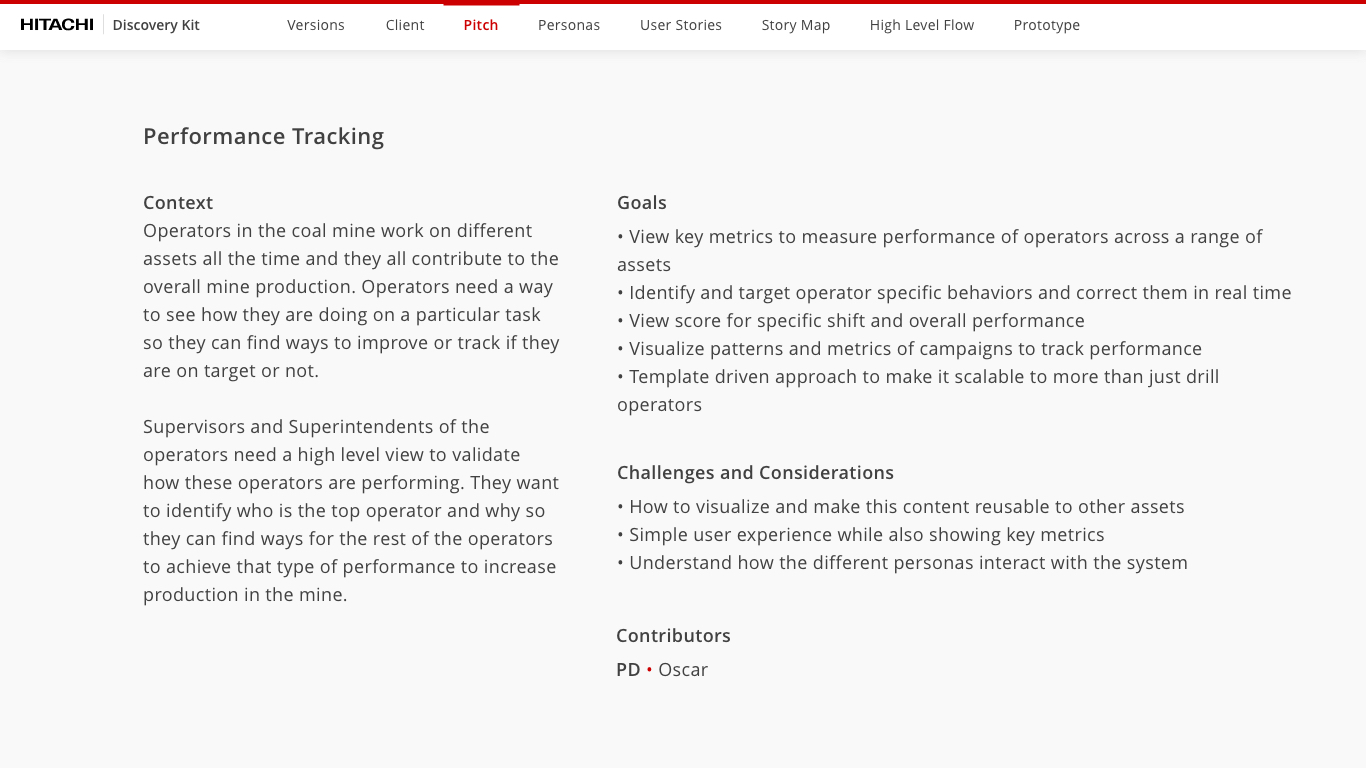 HITACHI Discovery Kit Versions Client Pitch Personas User Stories Story Map High Level Flow Prototype
Performance Tracking
Context
Operators in the coal mine work on different
assets all the time and they all contribute to the
overall mine production. Operators need a way
to see how they are doing on a particular task
so they can find ways to improve or track if they
are on target or not.
Supervisors and Superintendents of the
operators need a high level view to validate
how these operators are performing. They want
to identify who is the top operator and why so
they can find ways for the rest of the operators
to achieve that type of performance to increase
production in the mine.
Goals
• View key metrics to measure performance of operators across a range of
assets
• Identify and target operator specific behaviors and correct them in real time
• View score for specific shift and overall performance
• Visualize patterns and metrics of campaigns to track performance
• Template driven approach to make it scalable to more than just drill
operators
Challenges and Considerations
• How to visualize and make this content reusable to other assets
• Simple user experience while also showing key metrics
• Understand how the different personas interact with the system
Contributors
PD • Oscar